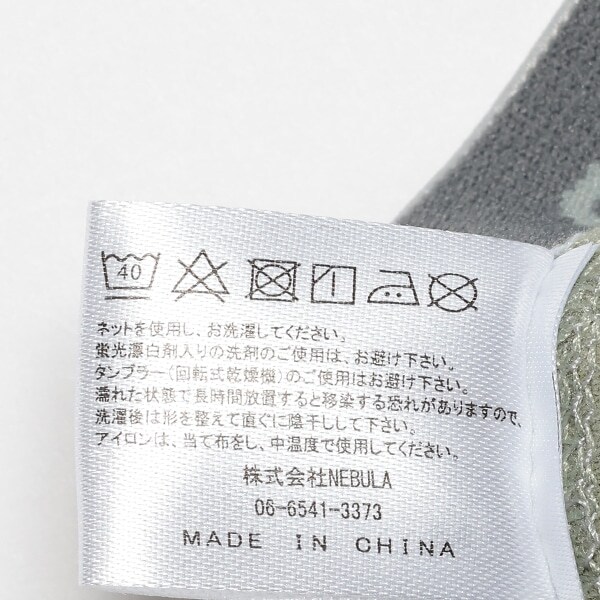 40
ネットを使用し、お洗濯してください。
蛍光漂白剤入りの洗剤のご使用は、お避け下さい。
タンブラー(回転式乾燥機)のご使用はお避け下さい。
濡れた状態で長時間放置すると移染する恐れがありますので、
洗濯後は形を整えて直ぐに陰干しして下さい。
アイロンは、当て布をし、中温度で使用してください。
株式会社NEBULA
06-6541-3373
MADE IN CHINA